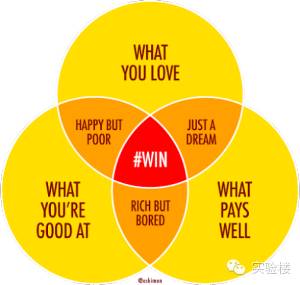 WHAT
YOU LOVE
HAPPY BUT
POOR
JUST A
DREAM
#WIN
WHAT
YOU'RE
GOOD AT
RICH BUT
BORED
WHAT
PAYS
WELL
实验楼